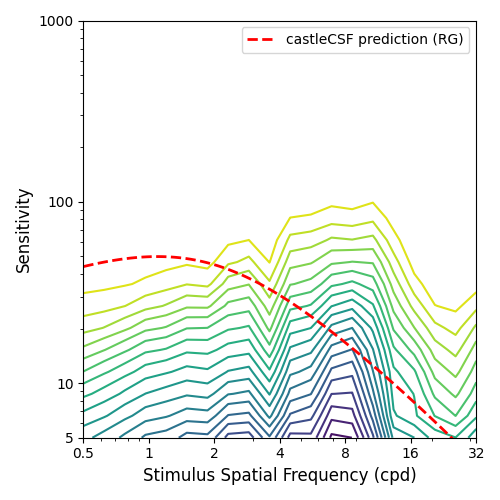 1000
castleCSF prediction (RG)
100
Sensitivity
10
5
0.5 1 2 4 8 16 32
Stimulus Spatial Frequency (cpd)